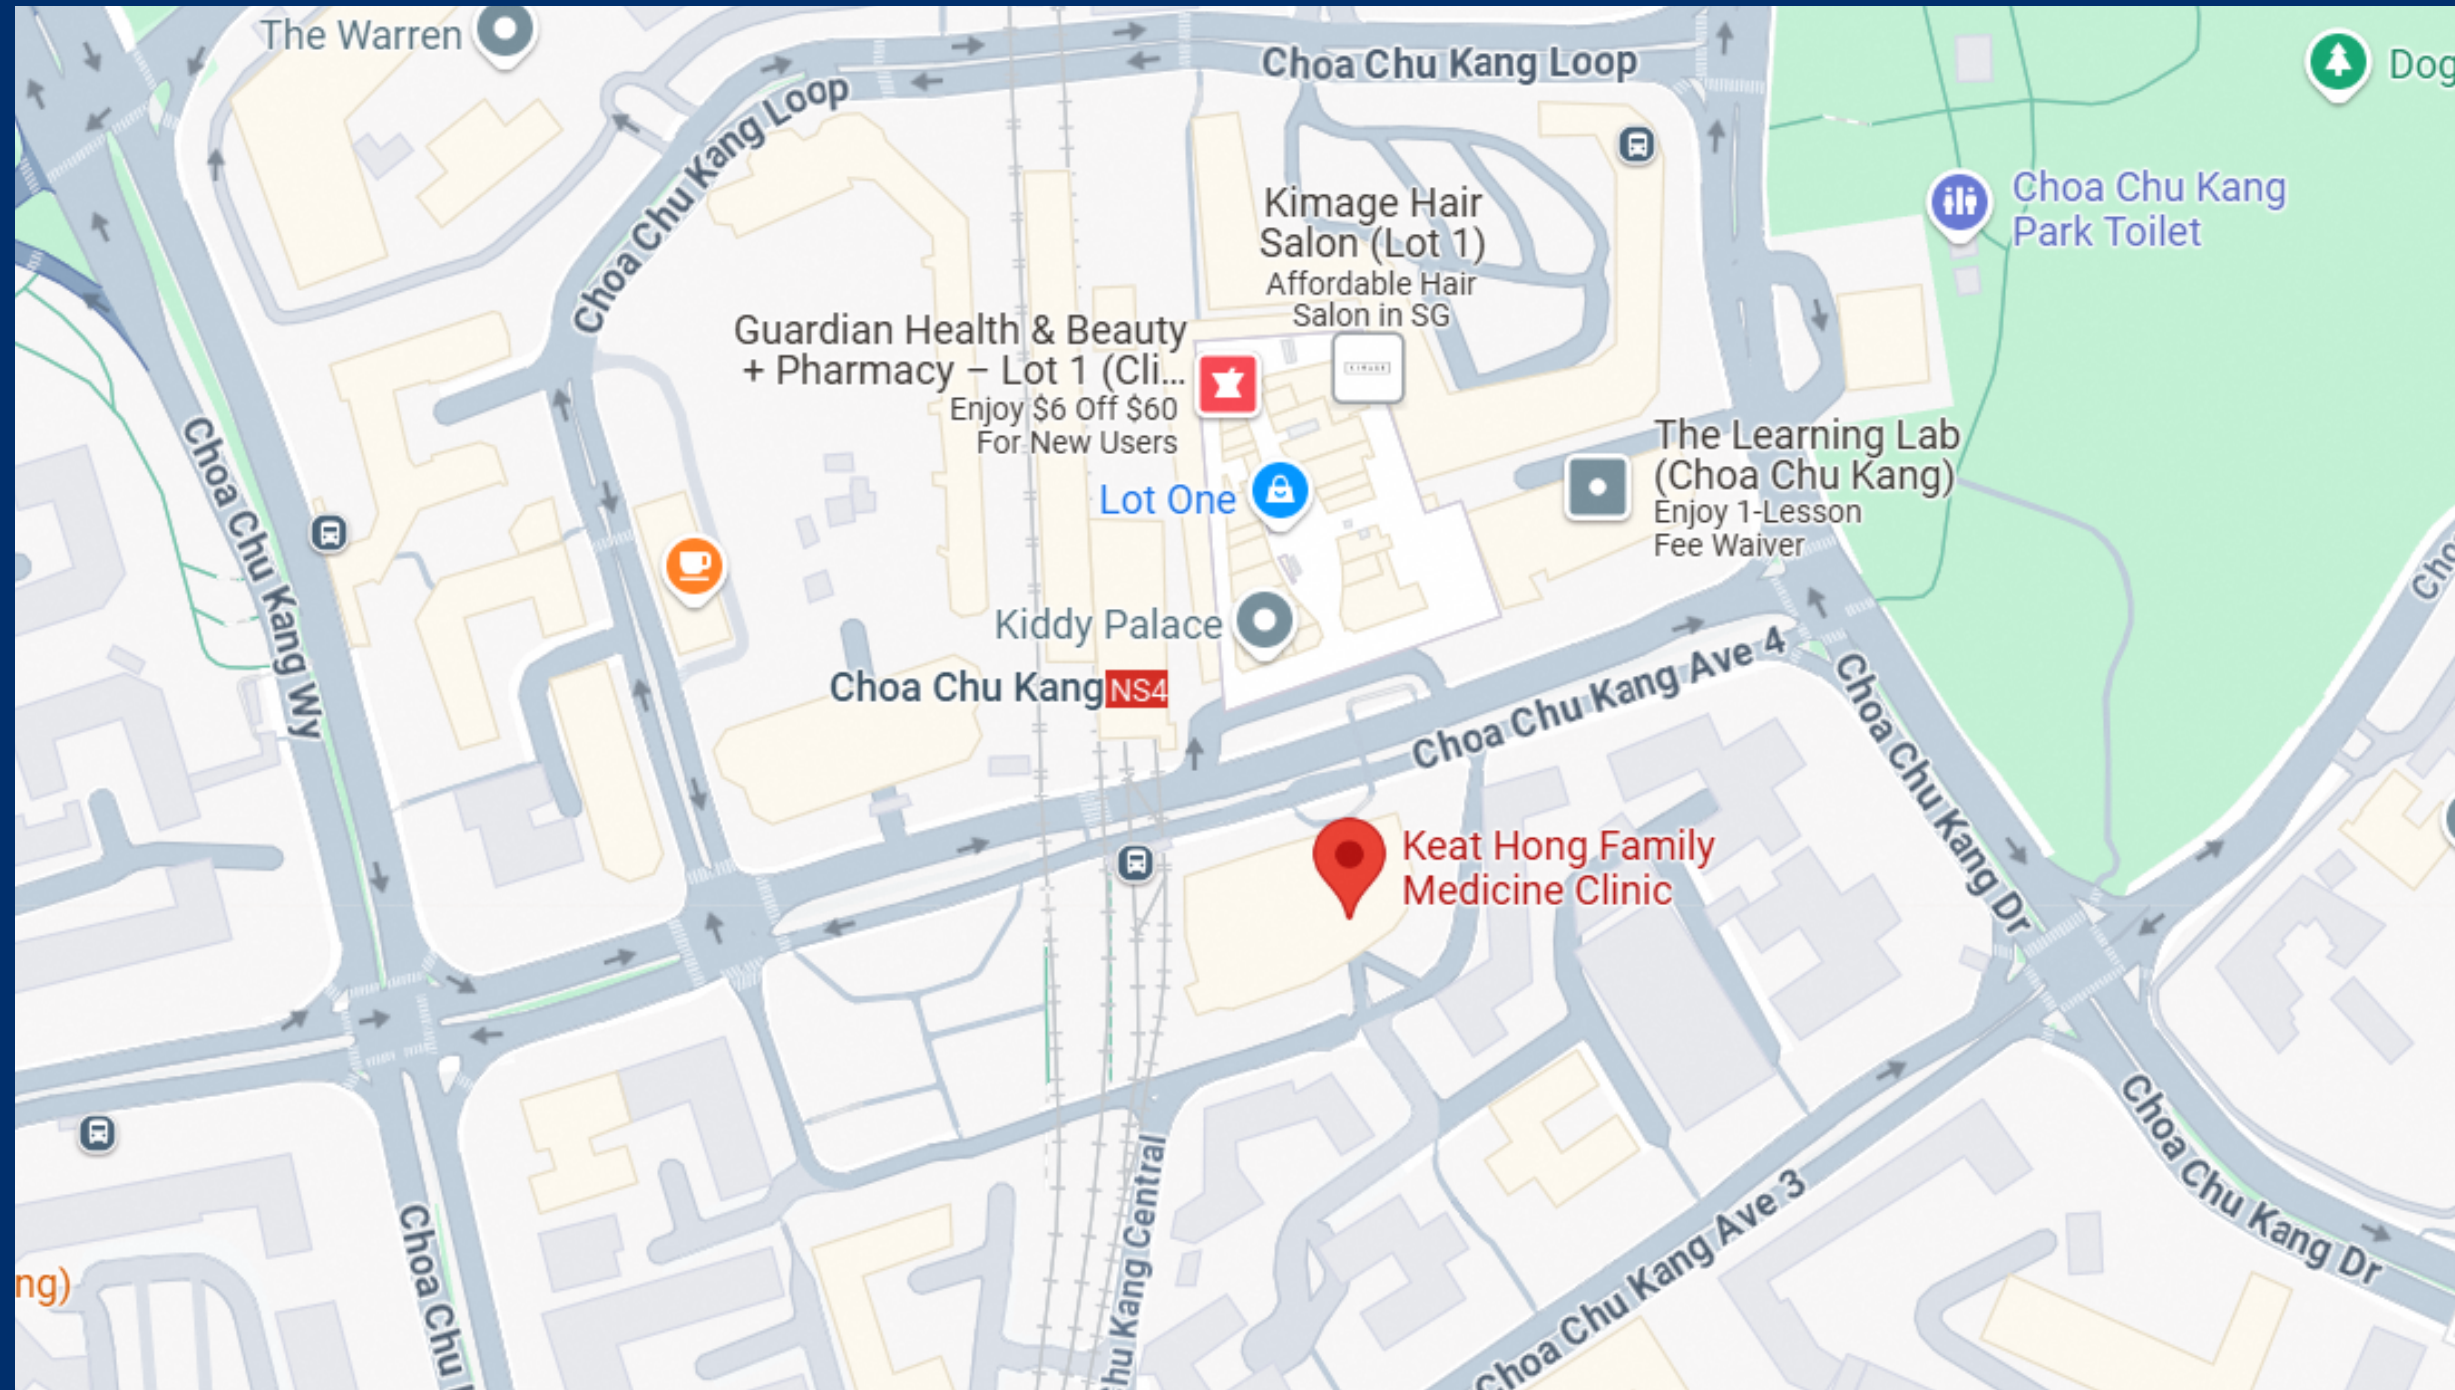 The Warren
Choa Chu Kang Loop
Choa Chu Kang Loop
Dog
Choa Chu Kang
Park Toilet
Kimage Hair
Salon (Lot 1)
Affordable Hair
Salon in SG
KIMAGE
Guardian Health & Beauty
+ Pharmacy – Lot 1 (Cli...
Enjoy $6 Off $60
For New Users
Lot One
The Learning Lab
(Choa Chu Kang)
Enjoy 1-Lesson
Fee Waiver
Choa Chu Kang Wy
Kiddy Palace
Choa Chu Kang NS4
Choa Chu Kang Ave 4
Choa Chu Kang Dr
Cho
Keat Hong Family
Medicine Clinic
Choa Chu Kang Dr
Choa Chu Kang Ave 3
hu Kang Central
Choa Chu
ng)